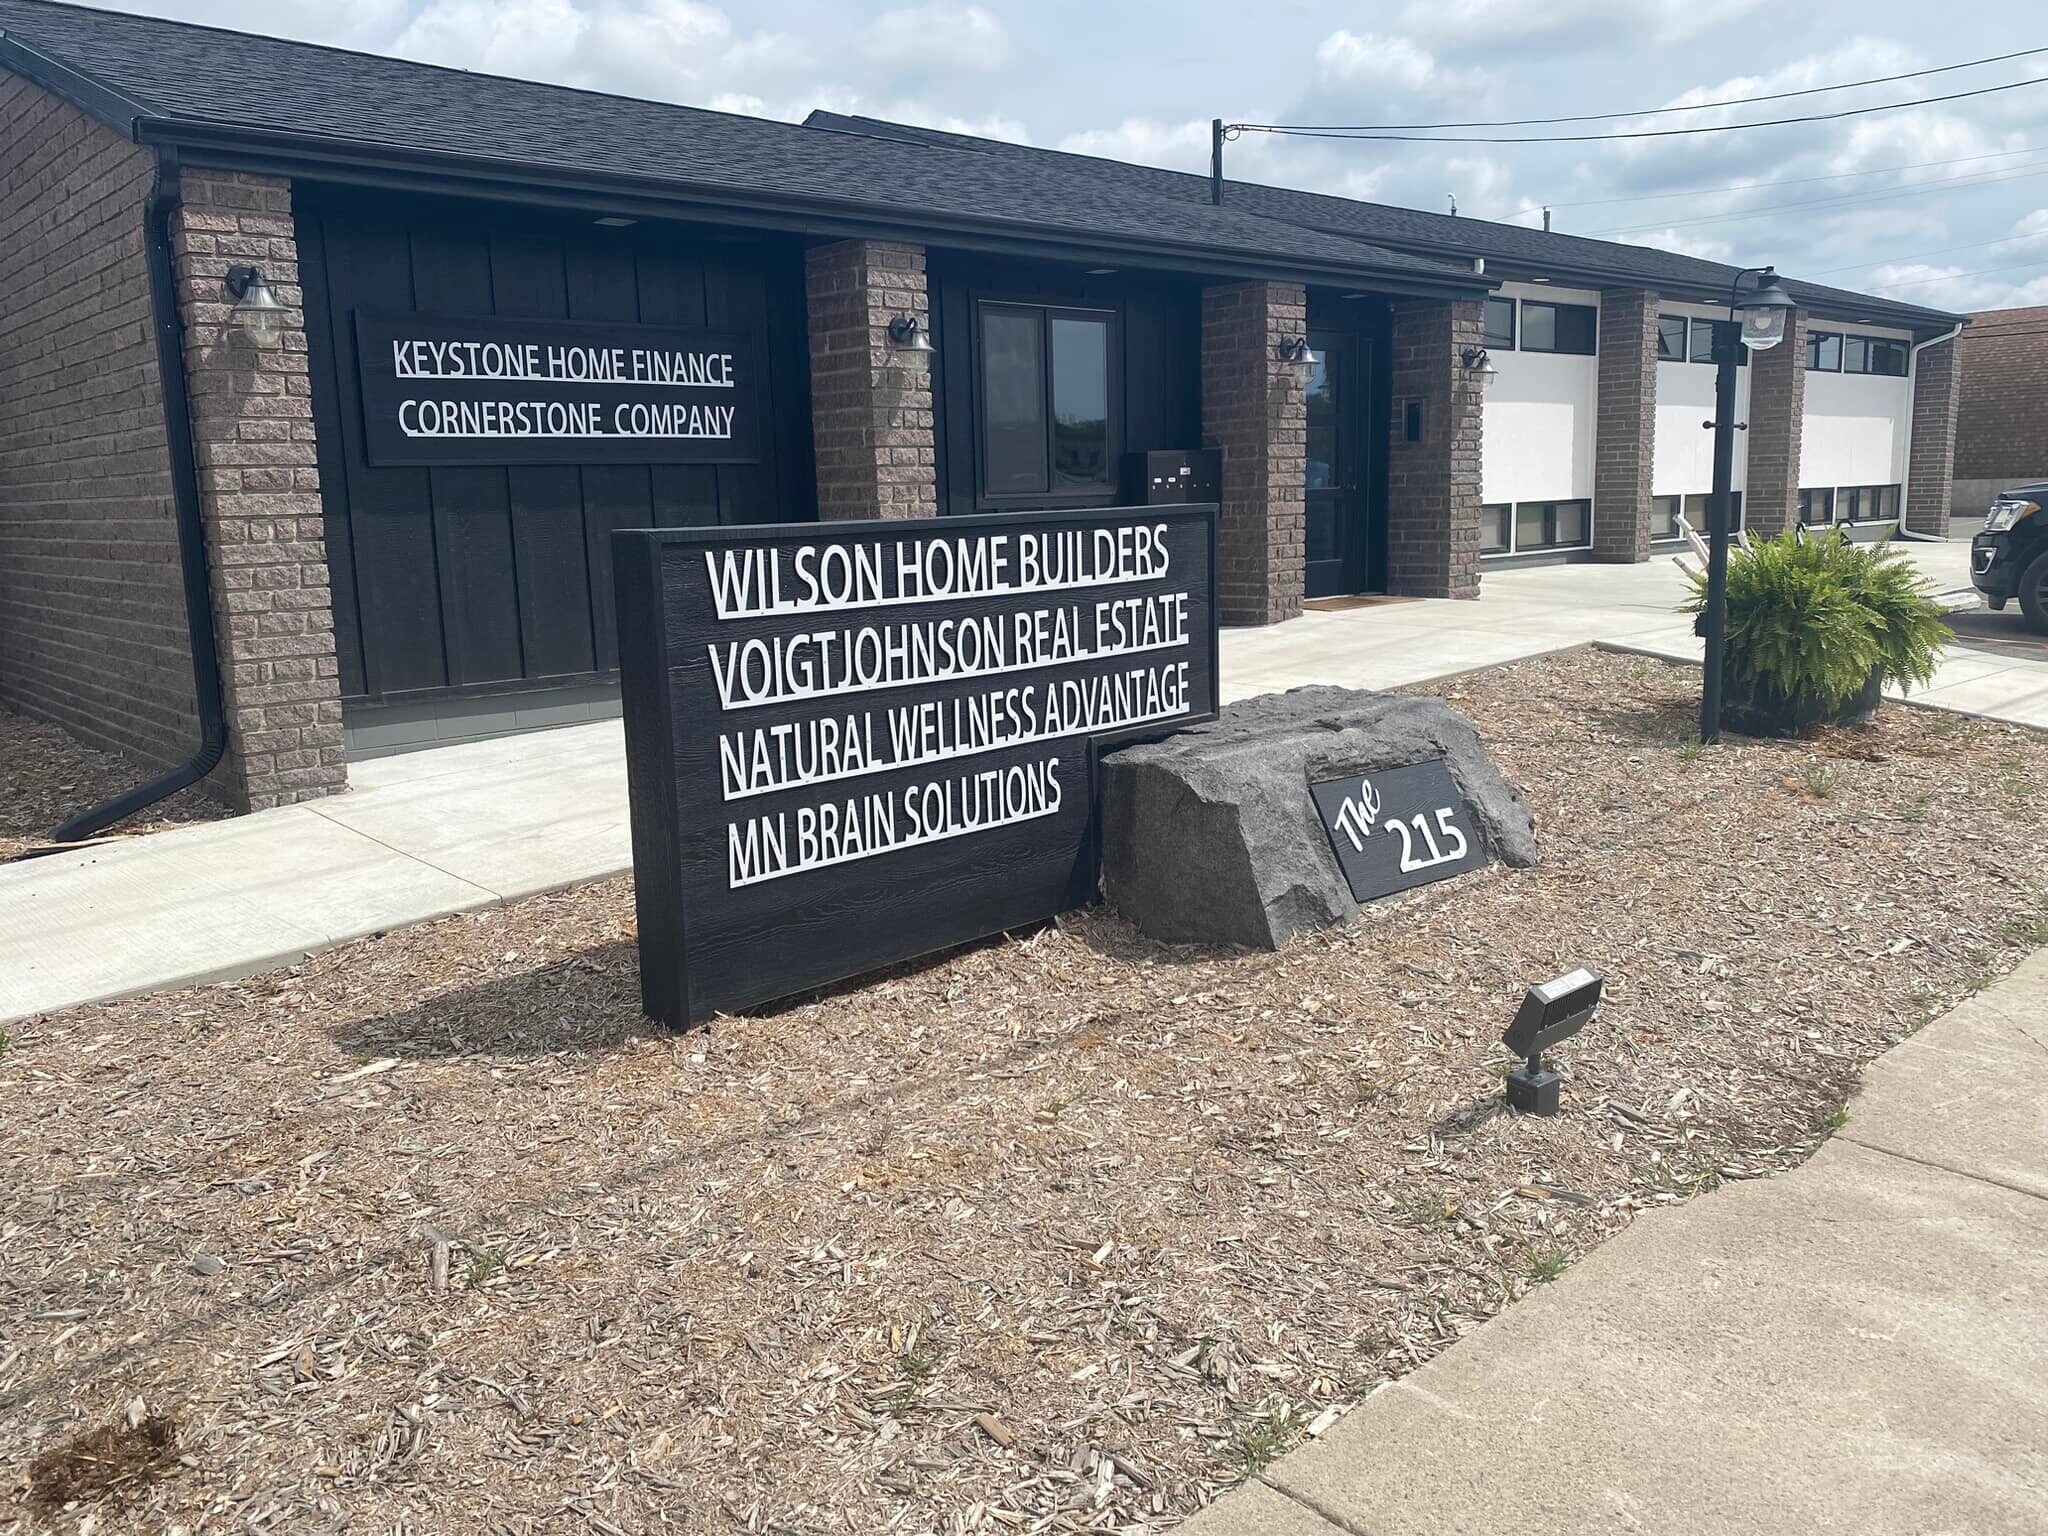 KEYSTONE HOME FINANCE
CORNERSTONE COMPANY
WILSON HOME BUILDERS
VOIGTJOHNSON REAL ESTATE
NATURAL WELLNESS ADVANTAGE
MN BRAIN SOLUTIONS
The
215